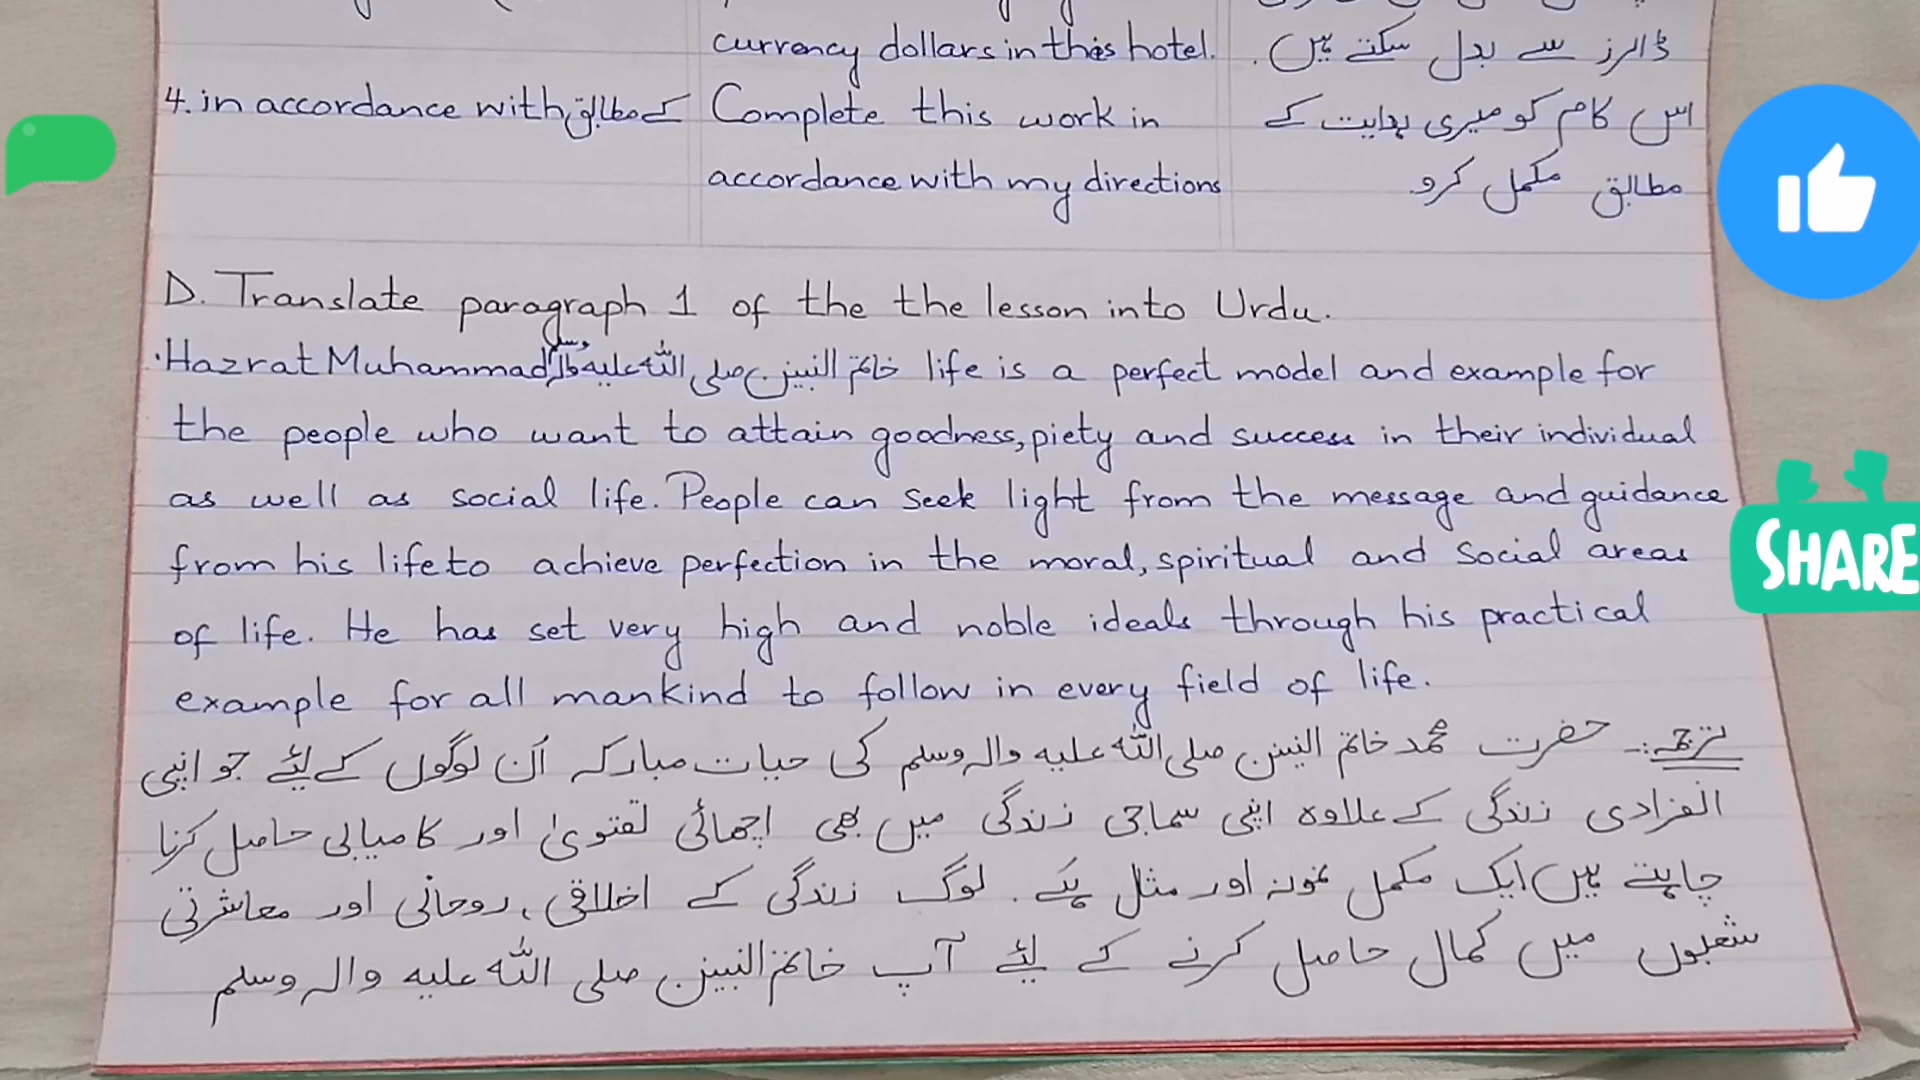 currency dollars in this hotel. ڈالرز سے بدل سکتے ہیں.
4. in accordance with کے مطابق Complete this work in اس کام کو میری ہدایت کے
accordance with my directions مطابق مکمل کرو.
D. Translate paragraph 1 of the the lesson into Urdu.
Hazrat Muhammad خاتم النبیین صلی اللہ علیہ وآلہ وسلم life is a perfect model and example for
the people who want to attain goodness, piety and success in their individual
as well as social life. People can seek light from the message and guidance
from his life to achieve perfection in the moral, spiritual and social areas
of life. He has set very high and noble ideals through his practical
example for all mankind to follow in every field of life.
ترجمہ:- حضرت محمد خاتم النبین صلی اللہ علیہ والہ وسلم کی حیات مبارکہ اُن لوگوں کے لیئے جو اپنی
انفرادی زندگی کے علاوہ اپنی سماجی زندگی میں بھی اچھائی تقتویٰ اور کامیابی حاصل کرنا
چاہتے ہیں ایک مکمل نمونہ اور مثل ہے. لوگ زندگی کے اخلاقی، روحانی اور معاشرتی
شعبوں میں کمال حاصل کرنے کے لیئے آپ خاتم النبین صلی اللہ علیہ والہ وسلم
SHARE